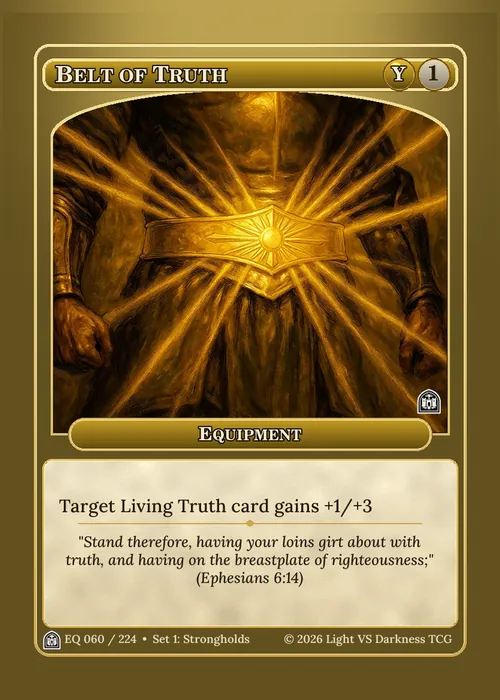 Belt of Truth Y 1
Equipment
Target Living Truth card gains +1/+3
"Stand therefore, having your loins girt about with
truth, and having on the breastplate of righteousness;"
(Ephesians 6:14)
EQ 060 / 224 • Set 1: Strongholds © 2026 Light VS Darkness TCG